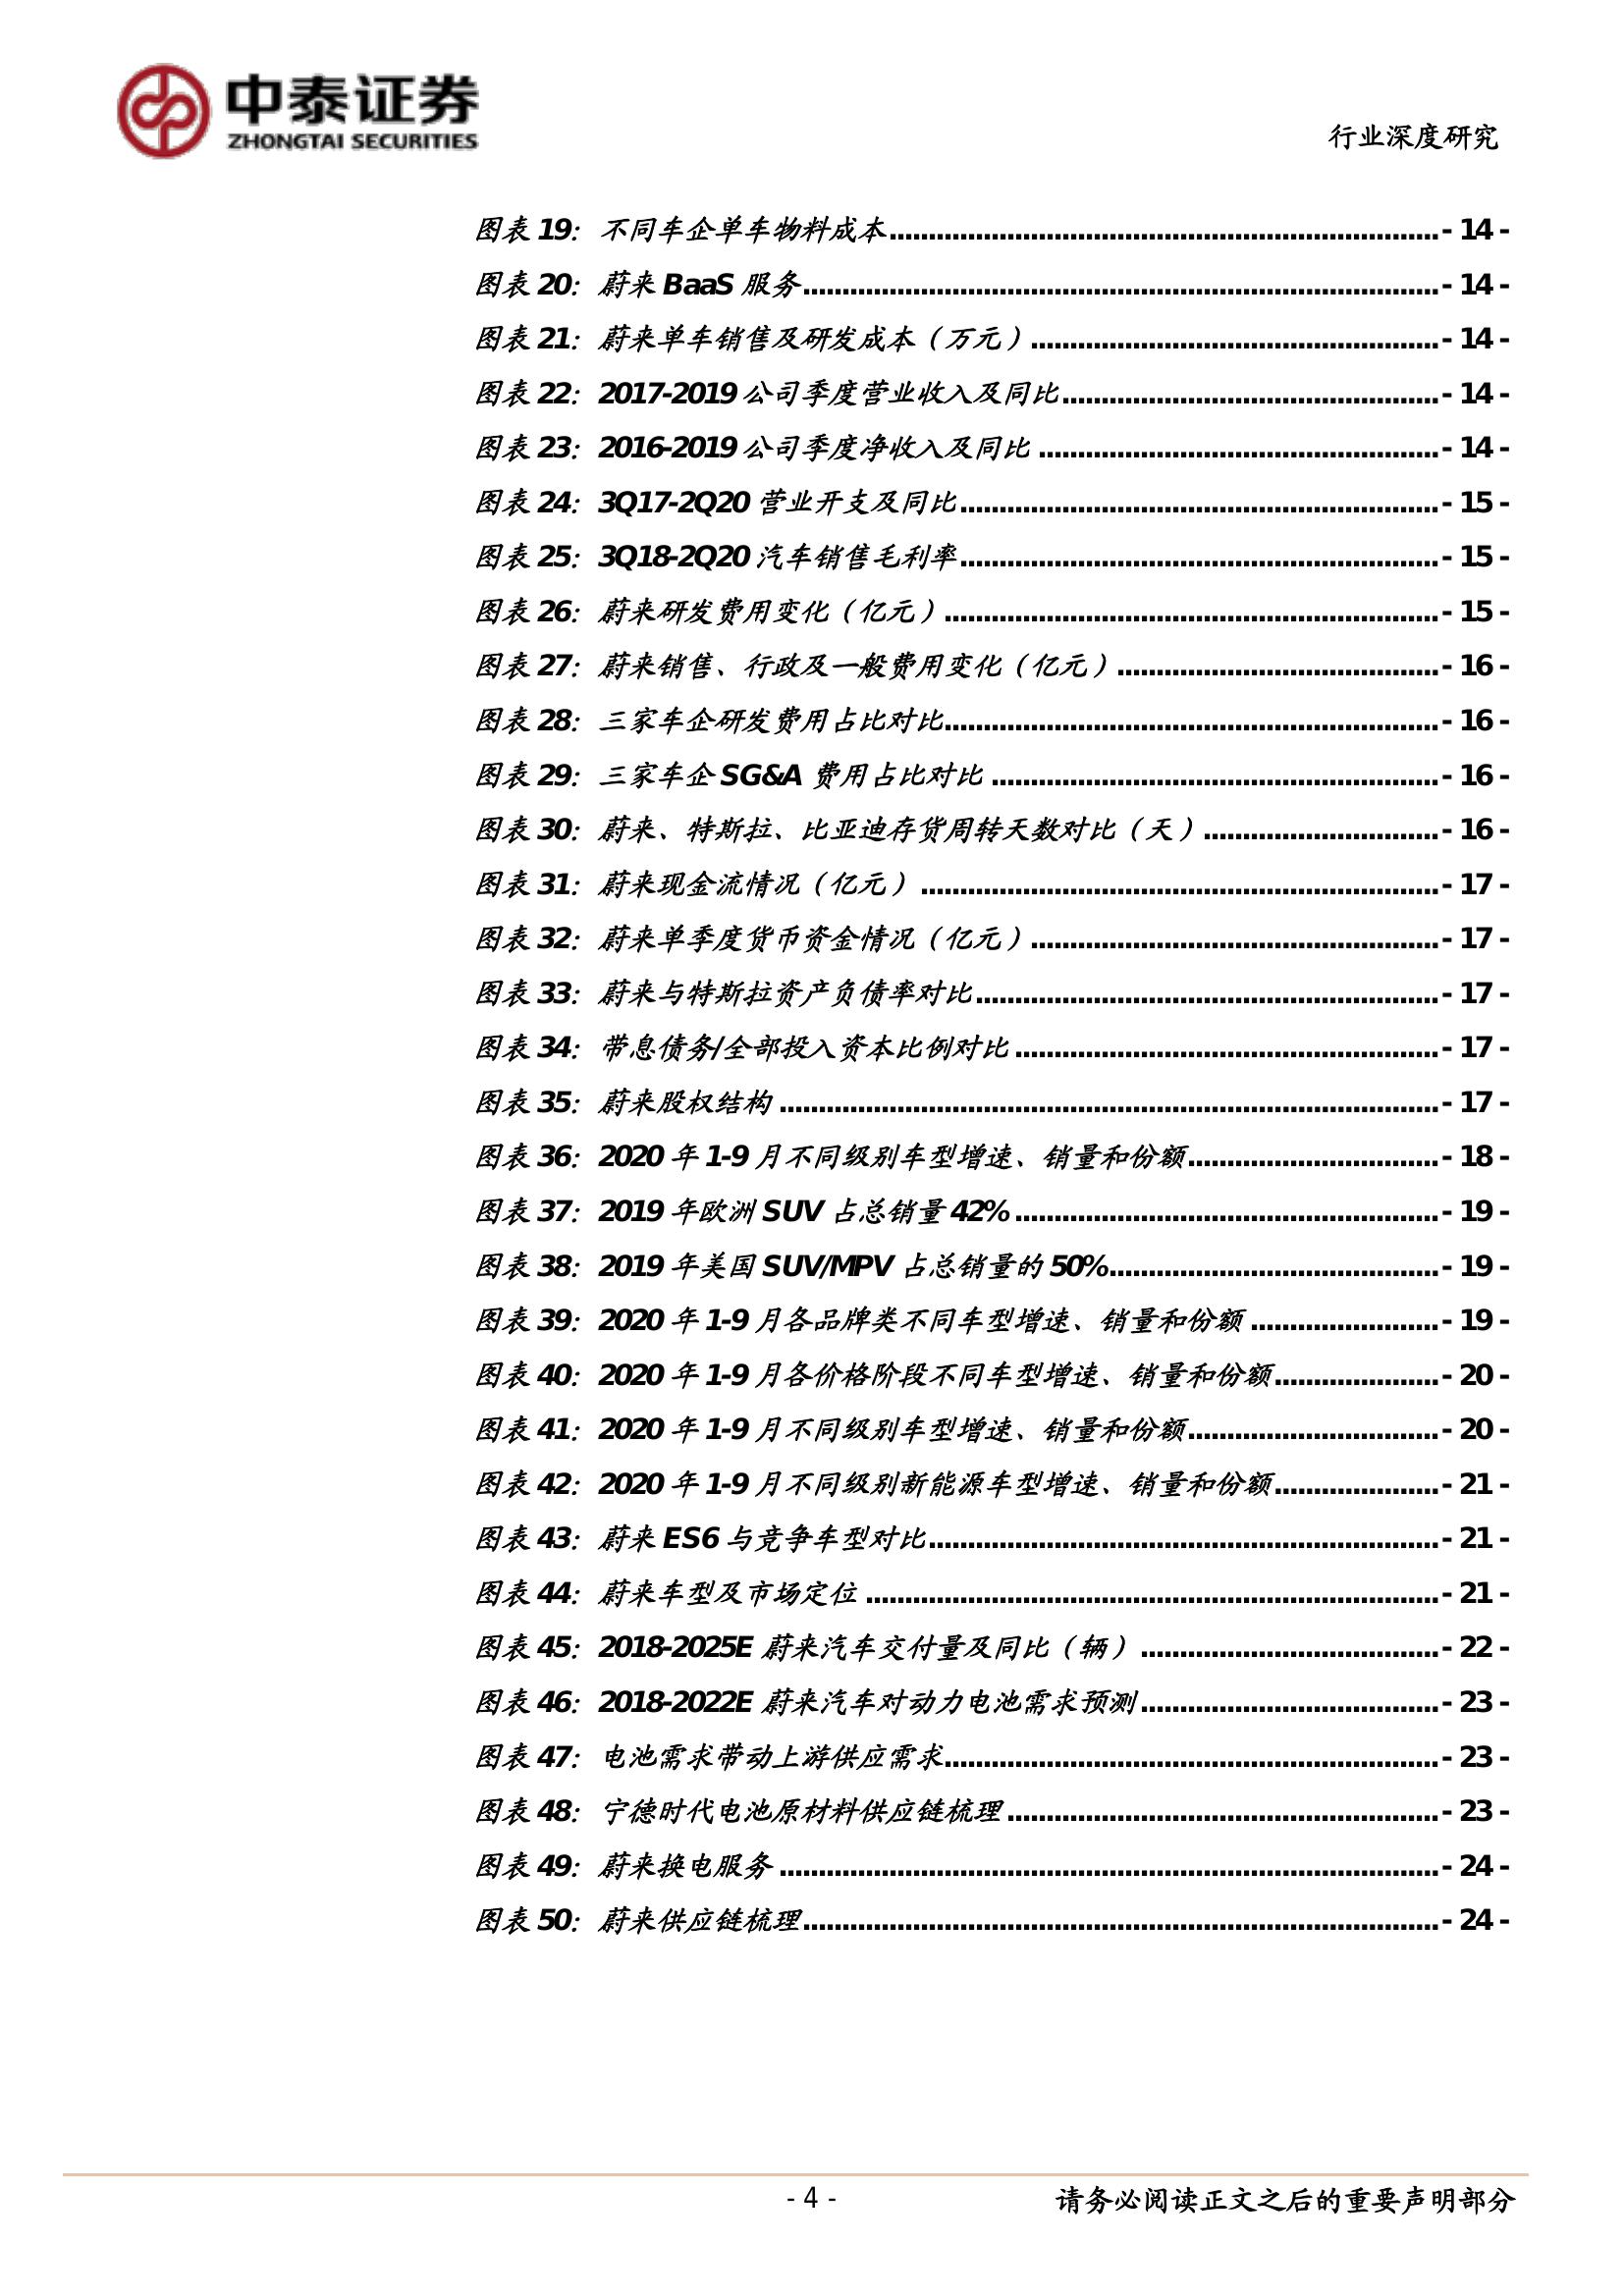 中泰证券
ZHONGTAI SECURITIES
行业深度研究
图表 19：不同车企单车物料成本 - 14 -
图表 20：蔚来 BaaS 服务 - 14 -
图表 21：蔚来单车销售及研发成本（万元） - 14 -
图表 22：2017-2019 公司季度营业收入及同比 - 14 -
图表 23：2016-2019 公司季度净收入及同比 - 14 -
图表 24：3Q17-2Q20 营业开支及同比 - 15 -
图表 25：3Q18-2Q20 汽车销售毛利率 - 15 -
图表 26：蔚来研发费用变化（亿元） - 15 -
图表 27：蔚来销售、行政及一般费用变化（亿元） - 16 -
图表 28：三家车企研发费用占比对比 - 16 -
图表 29：三家车企 SG&A 费用占比对比 - 16 -
图表 30：蔚来、特斯拉、比亚迪存货周转天数对比（天） - 16 -
图表 31：蔚来现金流情况（亿元） - 17 -
图表 32：蔚来单季度货币资金情况（亿元） - 17 -
图表 33：蔚来与特斯拉资产负债率对比 - 17 -
图表 34：带息债务/全部投入资本比例对比 - 17 -
图表 35：蔚来股权结构 - 17 -
图表 36：2020 年 1-9 月不同级别车型增速、销量和份额 - 18 -
图表 37：2019 年欧洲 SUV 占总销量 42% - 19 -
图表 38：2019 年美国 SUV/MPV 占总销量的 50% - 19 -
图表 39：2020 年 1-9 月各品牌类不同车型增速、销量和份额 - 19 -
图表 40：2020 年 1-9 月各价格阶段不同车型增速、销量和份额 - 20 -
图表 41：2020 年 1-9 月不同级别车型增速、销量和份额 - 20 -
图表 42：2020 年 1-9 月不同级别新能源车型增速、销量和份额 - 21 -
图表 43：蔚来 ES6 与竞争车型对比 - 21 -
图表 44：蔚来车型及市场定位 - 21 -
图表 45：2018-2025E 蔚来汽车交付量及同比（辆） - 22 -
图表 46：2018-2022E 蔚来汽车对动力电池需求预测 - 23 -
图表 47：电池需求带动上游供应需求 - 23 -
图表 48：宁德时代电池原材料供应链梳理 - 23 -
图表 49：蔚来换电服务 - 24 -
图表 50：蔚来供应链梳理 - 24 -
- 4 -
请务必阅读正文之后的重要声明部分